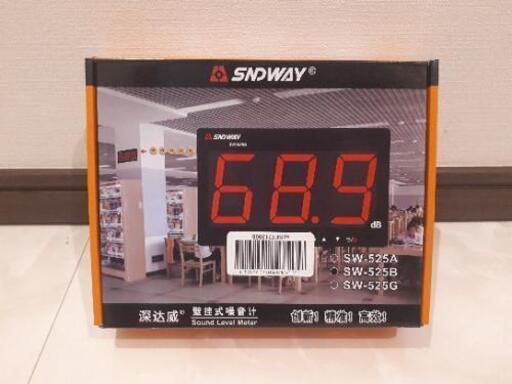 SNDWAY®
SNDWAY
68.9
dB
SW-525A
SW-525B
SW-525G
深达威® 壁挂式噪音计
Sound Level Meter
创新! 精准! 高效!